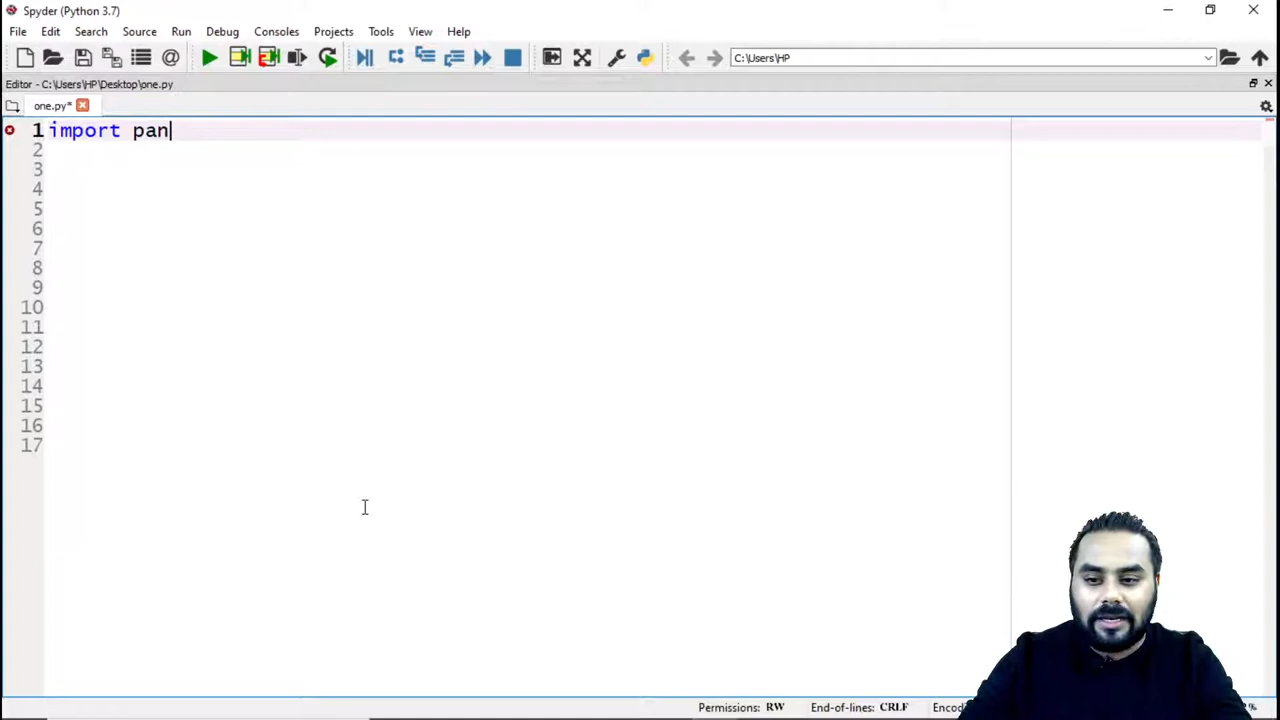 Spyder (Python 3.7)
File Edit Search Source Run Debug Consoles Projects Tools View Help
C:\Users\HP
Editor - C:\Users\HP\Desktop\one.py
one.py*
1 import pan
2
3
4
5
6
7
8
9
10
11
12
13
14
15
16
17
Permissions: RW End-of-lines: CRLF Encodi %